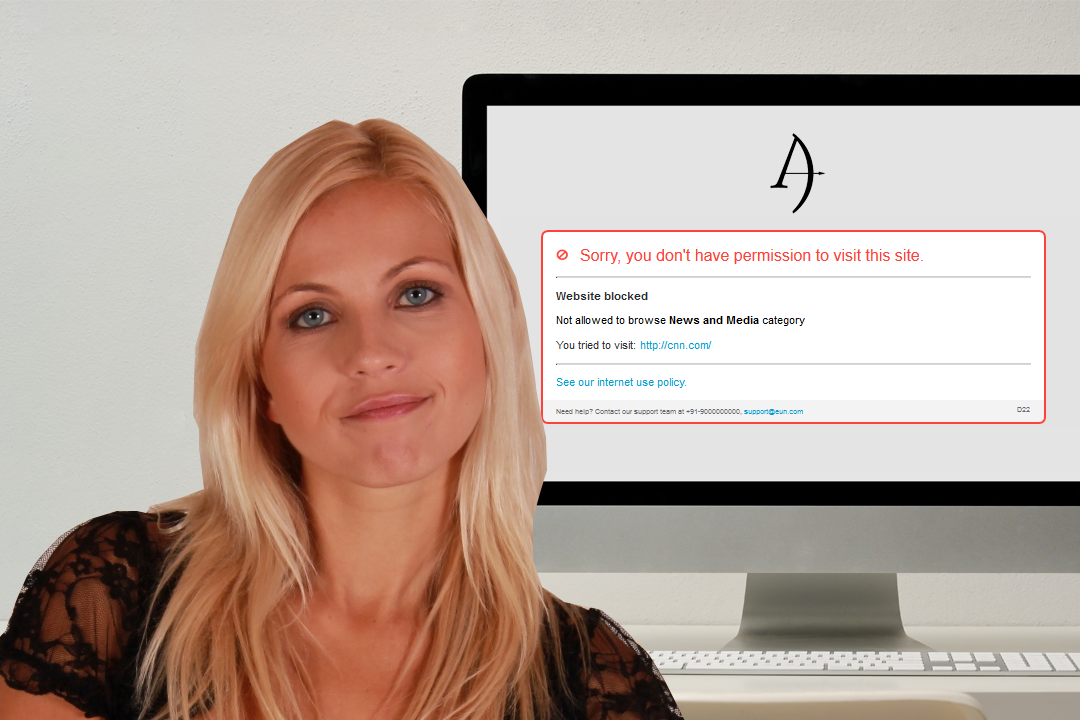 A
Sorry, you don't have permission to visit this site.
Website blocked
Not allowed to browse News and Media category
You tried to visit: http://cnn.com/
See our internet use policy.
Need help? Contact our support team at +91-9000000000, support@eun.com
D22